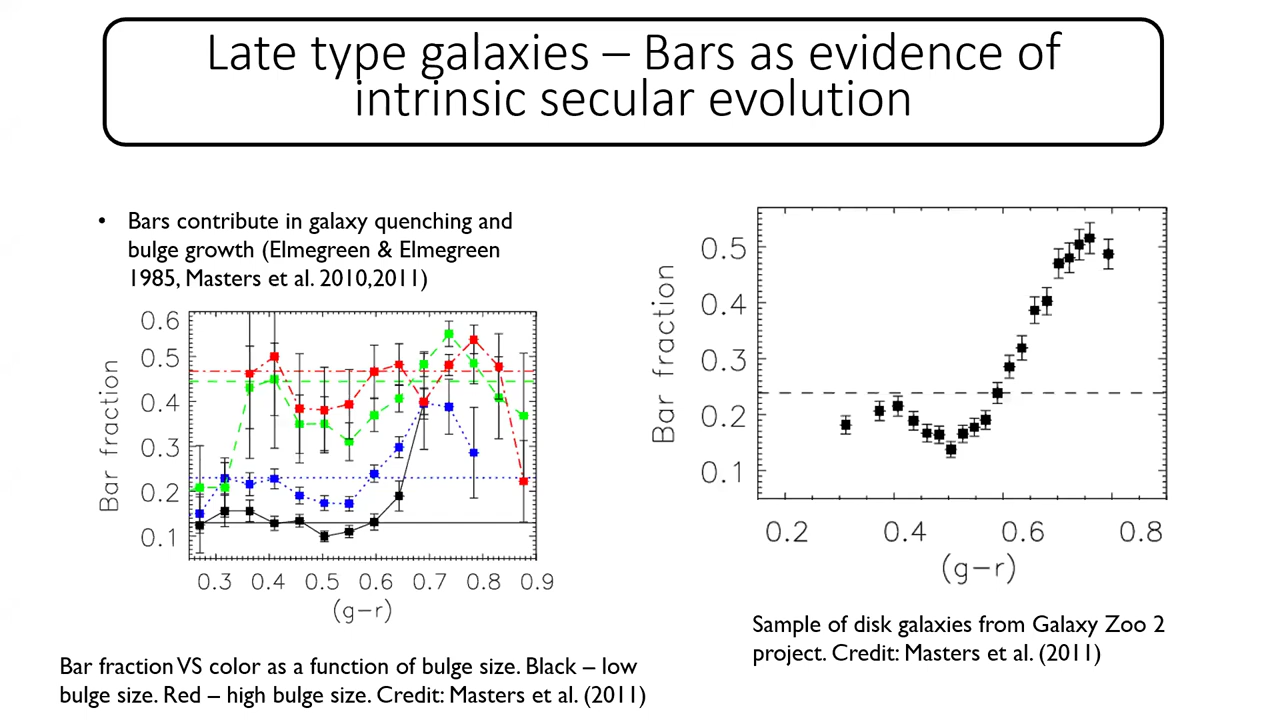 Late type galaxies – Bars as evidence of
intrinsic secular evolution
• Bars contribute in galaxy quenching and
bulge growth (Elmegreen & Elmegreen
1985, Masters et al. 2010,2011)
0.6
0.5
0.4
0.3
0.2
0.1
Bar fraction
0.3 0.4 0.5 0.6 0.7 0.8 0.9
(g-r)
Bar fraction VS color as a function of bulge size. Black – low
bulge size. Red – high bulge size. Credit: Masters et al. (2011)
0.5
0.4
0.3
0.2
0.1
Bar fraction
0.2 0.4 0.6 0.8
(g-r)
Sample of disk galaxies from Galaxy Zoo 2
project. Credit: Masters et al. (2011)